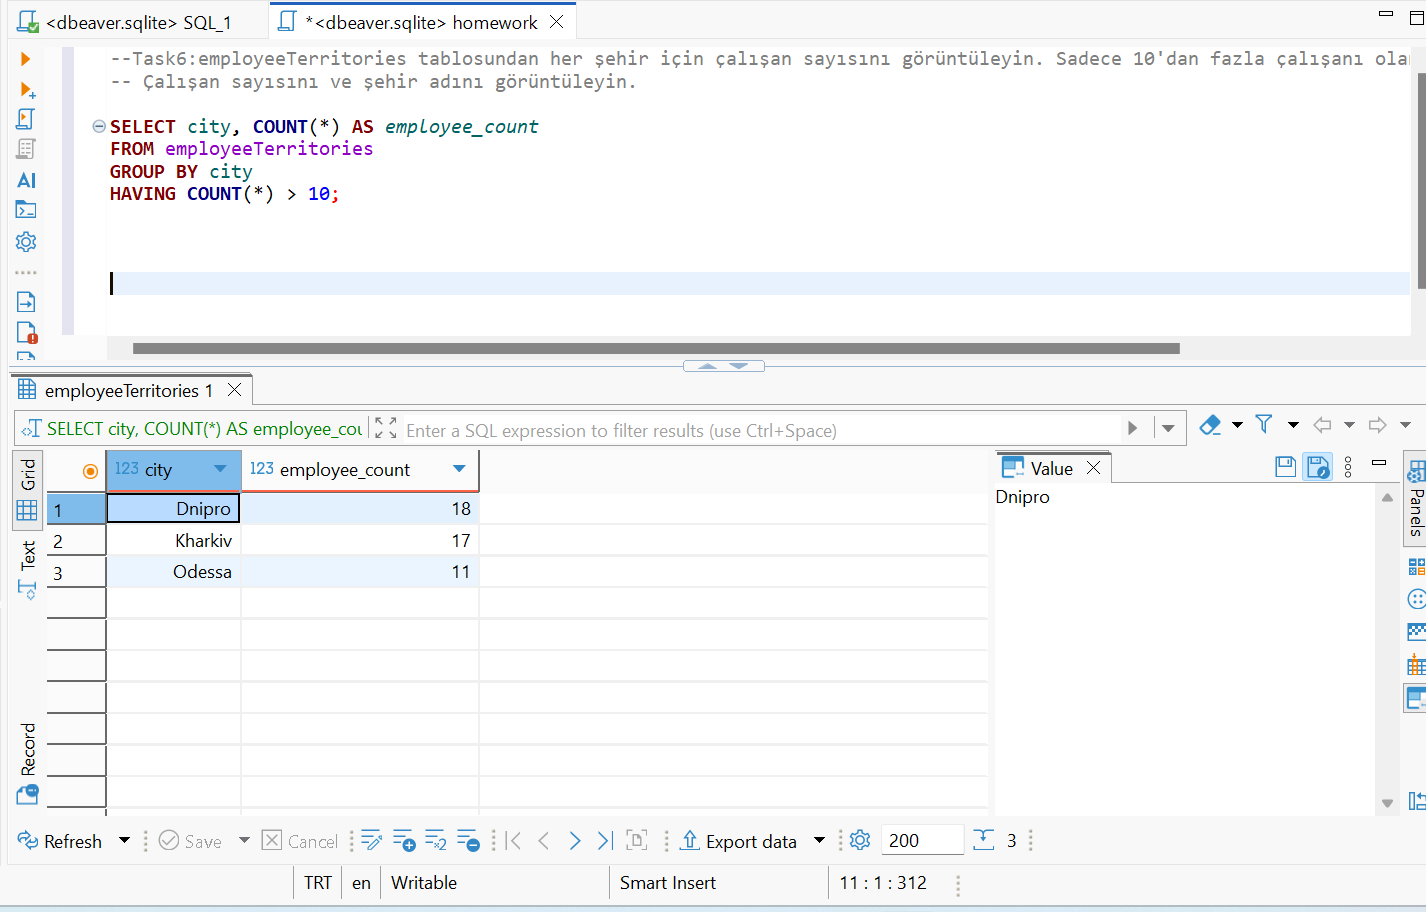 <dbeaver.sqlite> SQL_1
*<dbeaver.sqlite> homework
--Task6:employeeTerritories tablosundan her şehir için çalışan sayısını görüntüleyin. Sadece 10'dan fazla çalışanı
-- Çalışan sayısını ve şehir adını görüntüleyin.
SELECT city, COUNT(*) AS employee_count
FROM employeeTerritories
GROUP BY city
HAVING COUNT(*) > 10;
AI
employeeTerritories 1
SELECT city, COUNT(*) AS employee_cou
Enter a SQL expression to filter results (use Ctrl+Space)
Grid
Text
Record
123 city
123 employee_count
1 Dnipro 18
2 Kharkiv 17
3 Odessa 11
Value
Dnipro
Panels
Refresh
Save
Cancel
Export data
200
3
TRT
en
Writable
Smart Insert
11 : 1 : 312